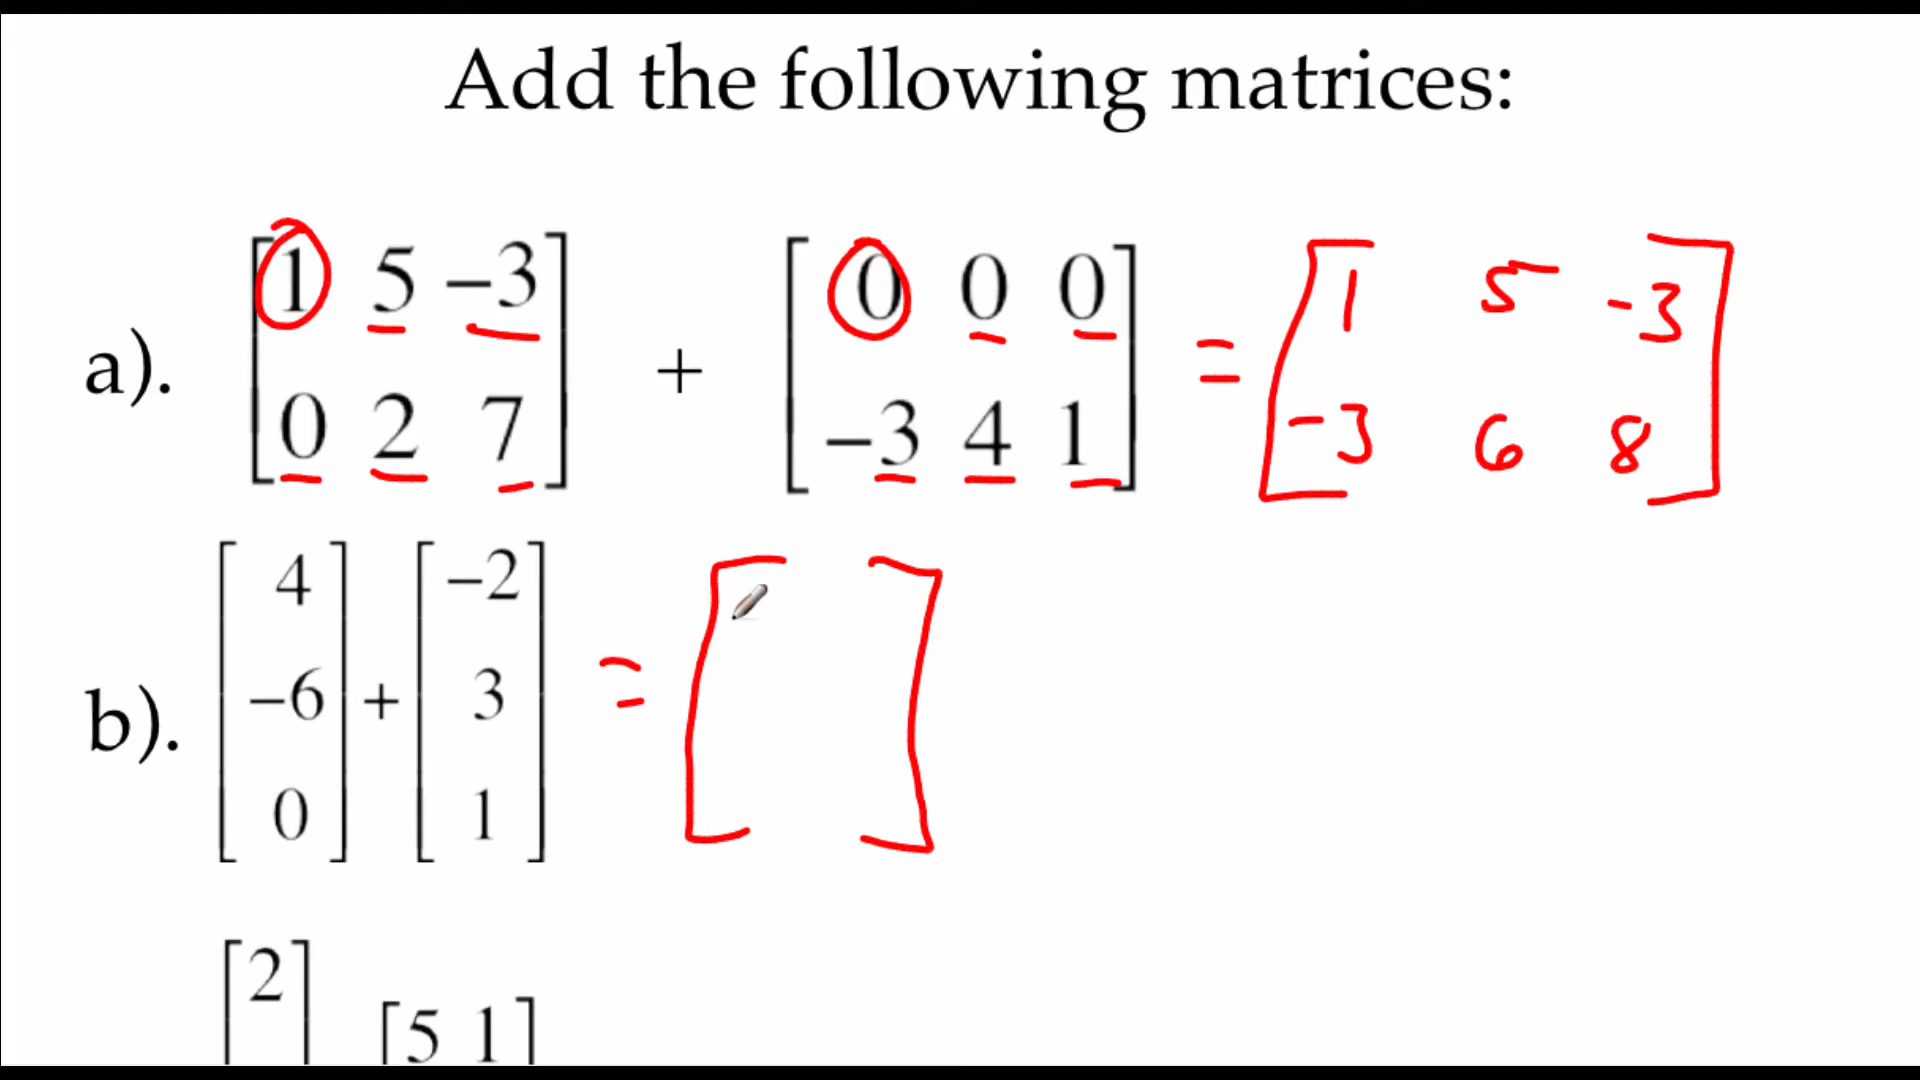 Add the following matrices:
a). [1 5 −3 + [0 0 0] = [1 5 -3]
0 2 7] −3 4 1] -3 6 8]
b). [4 + [−2 = [ ]
−6 3
0] 1]
[2]
[5 1]